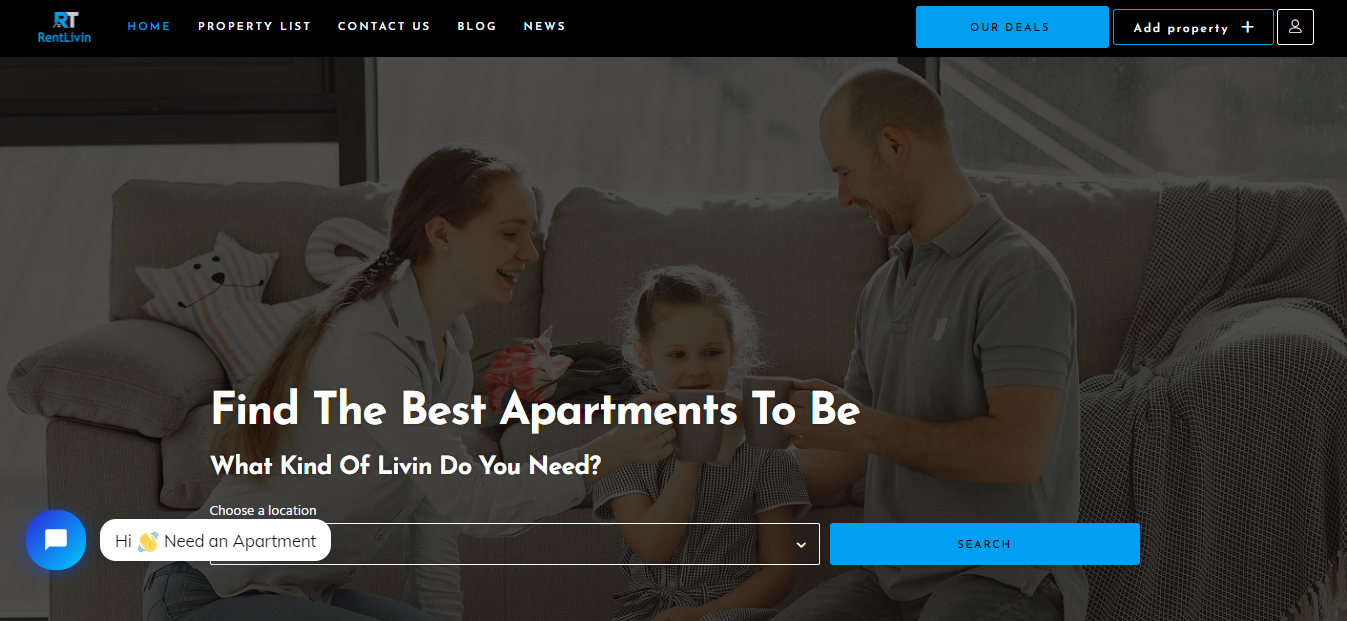 RT
RentLivin
HOME PROPERTY LIST CONTACT US BLOG NEWS
OUR DEALS
Add property +
Find The Best Apartments To Be
What Kind Of Livin Do You Need?
Choose a location
Hi 👋 Need an Apartment
SEARCH